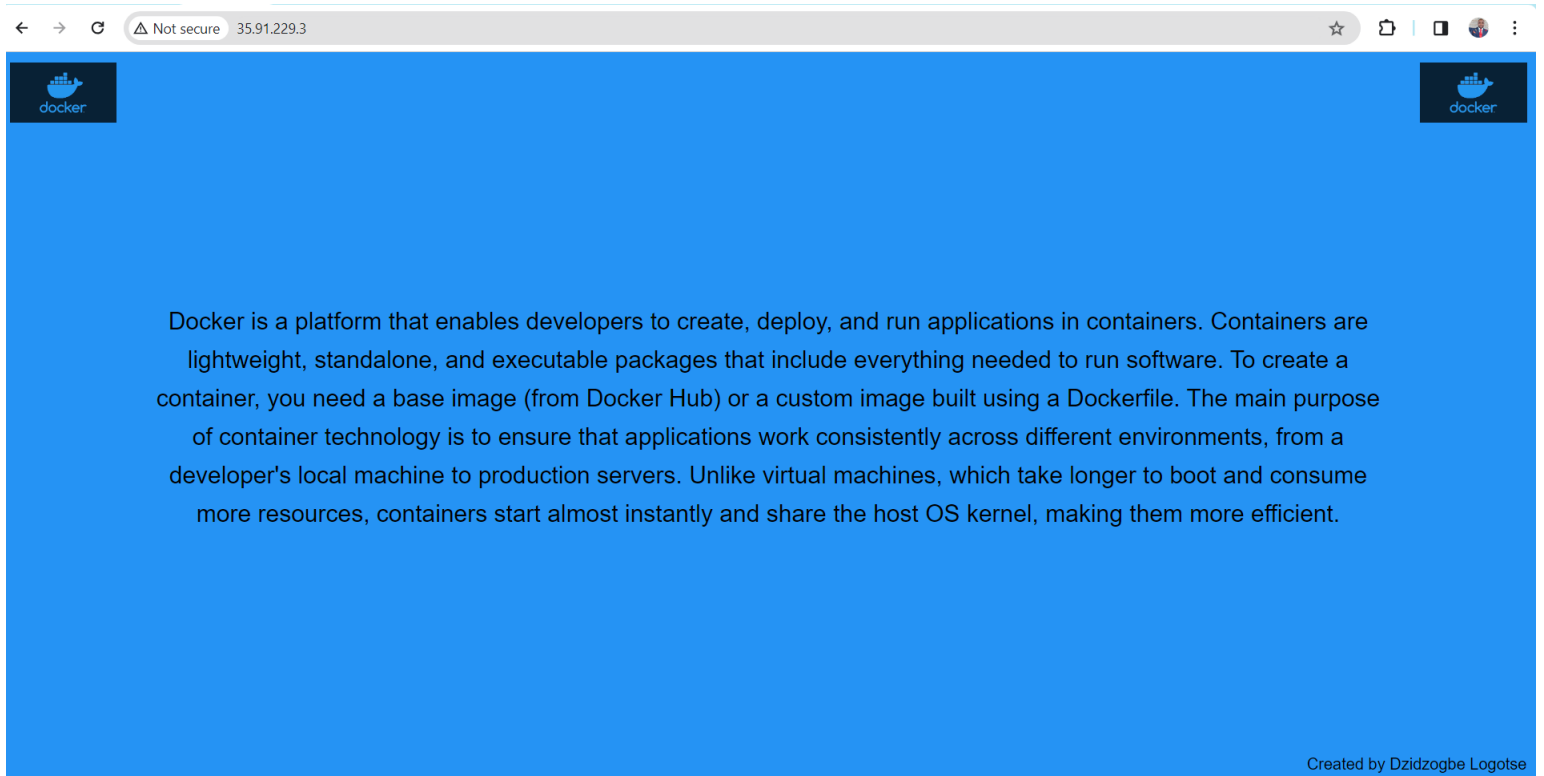 Not secure 35.91.229.3
docker
docker
Docker is a platform that enables developers to create, deploy, and run applications in containers. Containers are
lightweight, standalone, and executable packages that include everything needed to run software. To create a
container, you need a base image (from Docker Hub) or a custom image built using a Dockerfile. The main purpose
of container technology is to ensure that applications work consistently across different environments, from a
developer's local machine to production servers. Unlike virtual machines, which take longer to boot and consume
more resources, containers start almost instantly and share the host OS kernel, making them more efficient.
Created by Dzidzogbe Logotse